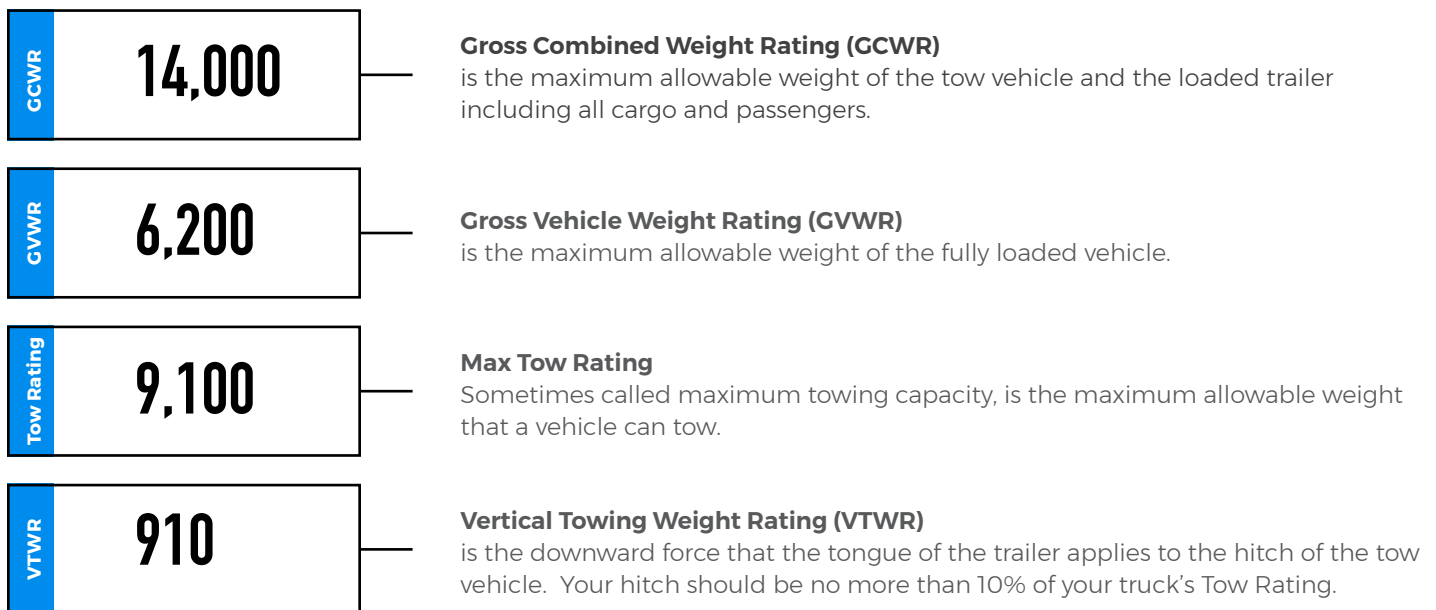 GCWR
14,000
Gross Combined Weight Rating (GCWR)
is the maximum allowable weight of the tow vehicle and the loaded trailer
including all cargo and passengers.
GVWR
6,200
Gross Vehicle Weight Rating (GVWR)
is the maximum allowable weight of the fully loaded vehicle.
Tow Rating
9,100
Max Tow Rating
Sometimes called maximum towing capacity, is the maximum allowable weight
that a vehicle can tow.
VTWR
910
Vertical Towing Weight Rating (VTWR)
is the downward force that the tongue of the trailer applies to the hitch of the tow
vehicle.  Your hitch should be no more than 10% of your truck's Tow Rating.